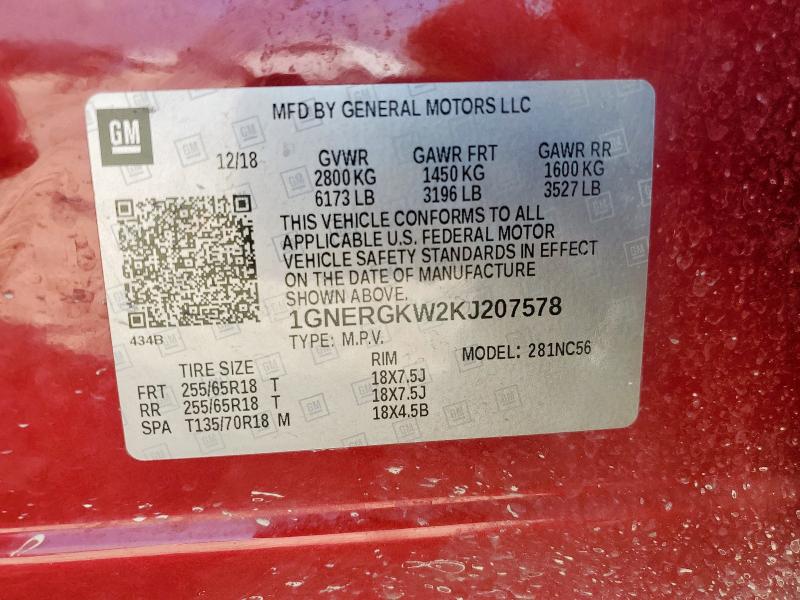 MFD BY GENERAL MOTORS LLC
GM
12/18 GVWR GAWR FRT GAWR RR
2800 KG 1450 KG 1600 KG
6173 LB 3196 LB 3527 LB
THIS VEHICLE CONFORMS TO ALL
APPLICABLE U.S. FEDERAL MOTOR
VEHICLE SAFETY STANDARDS IN EFFECT
ON THE DATE OF MANUFACTURE
SHOWN ABOVE.
1GNERGKW2KJ207578
434B
TYPE: M.P.V. MODEL: 281NC56
TIRE SIZE RIM
FRT 255/65R18 T 18X7.5J
RR 255/65R18 T 18X7.5J
SPA T135/70R18 M 18X4.5B